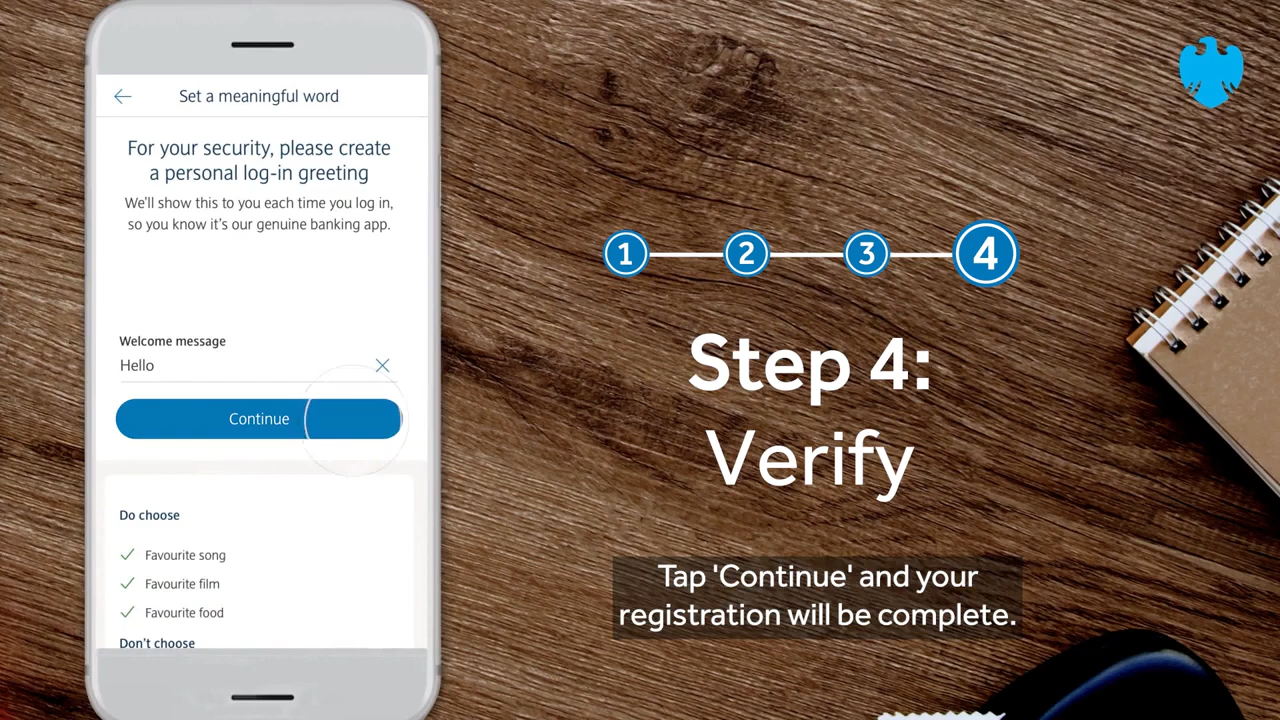 Set a meaningful word
For your security, please create
a personal log-in greeting
We'll show this to you each time you log in,
so you know it's our genuine banking app.
Welcome message
Hello
Continue
Do choose
Favourite song
Favourite film
Favourite food
Don't choose
1 2 3 4
Step 4:
Verify
Tap 'Continue' and your
registration will be complete.